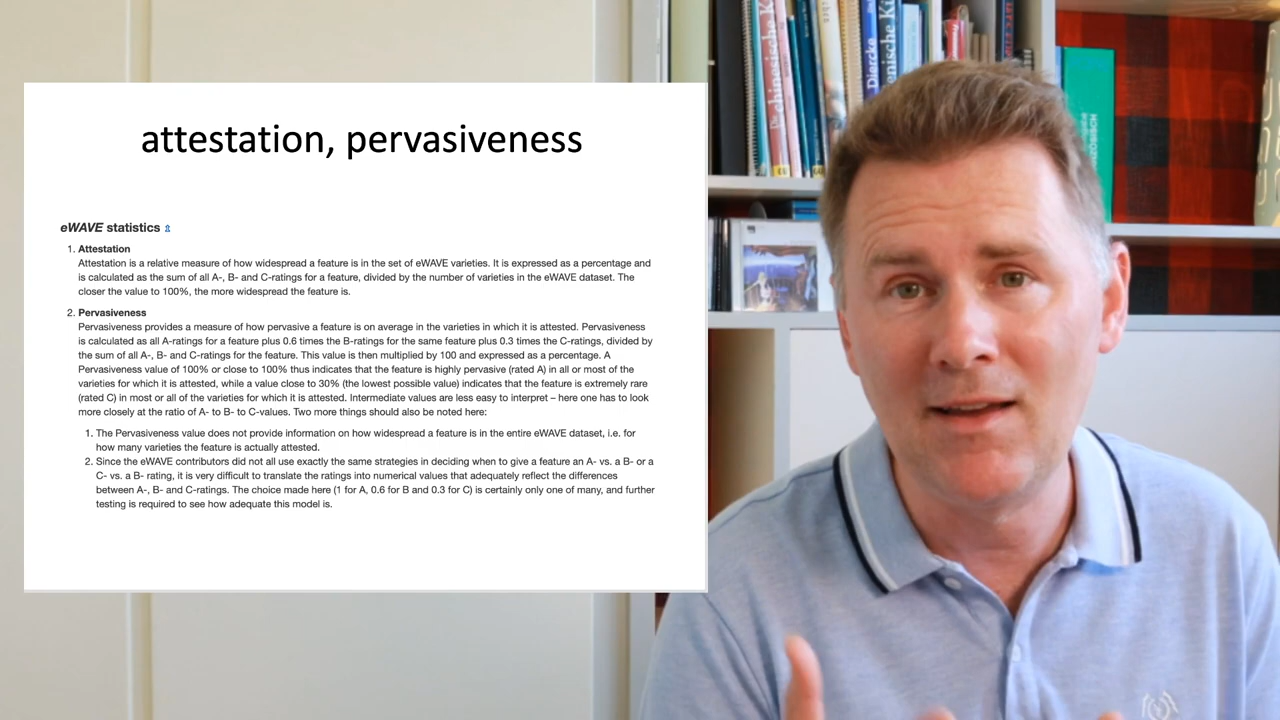 attestation, pervasiveness
eWAVE statistics
1. Attestation
Attestation is a relative measure of how widespread a feature is in the set of eWAVE varieties. It is expressed as a percentage and
is calculated as the sum of all A-, B- and C-ratings for a feature, divided by the number of varieties in the eWAVE dataset. The
closer the value to 100%, the more widespread the feature is.
2. Pervasiveness
Pervasiveness provides a measure of how pervasive a feature is on average in the varieties in which it is attested. Pervasiveness
is calculated as all A-ratings for a feature plus 0.6 times the B-ratings for the same feature plus 0.3 times the C-ratings, divided by
the sum of all A-, B- and C-ratings for the feature. This value is then multiplied by 100 and expressed as a percentage. A
Pervasiveness value of 100% or close to 100% thus indicates that the feature is highly pervasive (rated A) in all or most of the
varieties for which it is attested, while a value close to 30% (the lowest possible value) indicates that the feature is extremely rare
(rated C) in most or all of the varieties for which it is attested. Intermediate values are less easy to interpret – here one has to look
more closely at the ratio of A- to B- to C-values. Two more things should also be noted here:
1. The Pervasiveness value does not provide information on how widespread a feature is in the entire eWAVE dataset, i.e. for
how many varieties the feature is actually attested.
2. Since the eWAVE contributors did not all use exactly the same strategies in deciding when to give a feature an A- vs. a B- or a
C- vs. a B- rating, it is very difficult to translate the ratings into numerical values that adequately reflect the differences
between A-, B- and C-ratings. The choice made here (1 for A, 0.6 for B and 0.3 for C) is certainly only one of many, and further
testing is required to see how adequate this model is.
Die chinesische K
Diercke